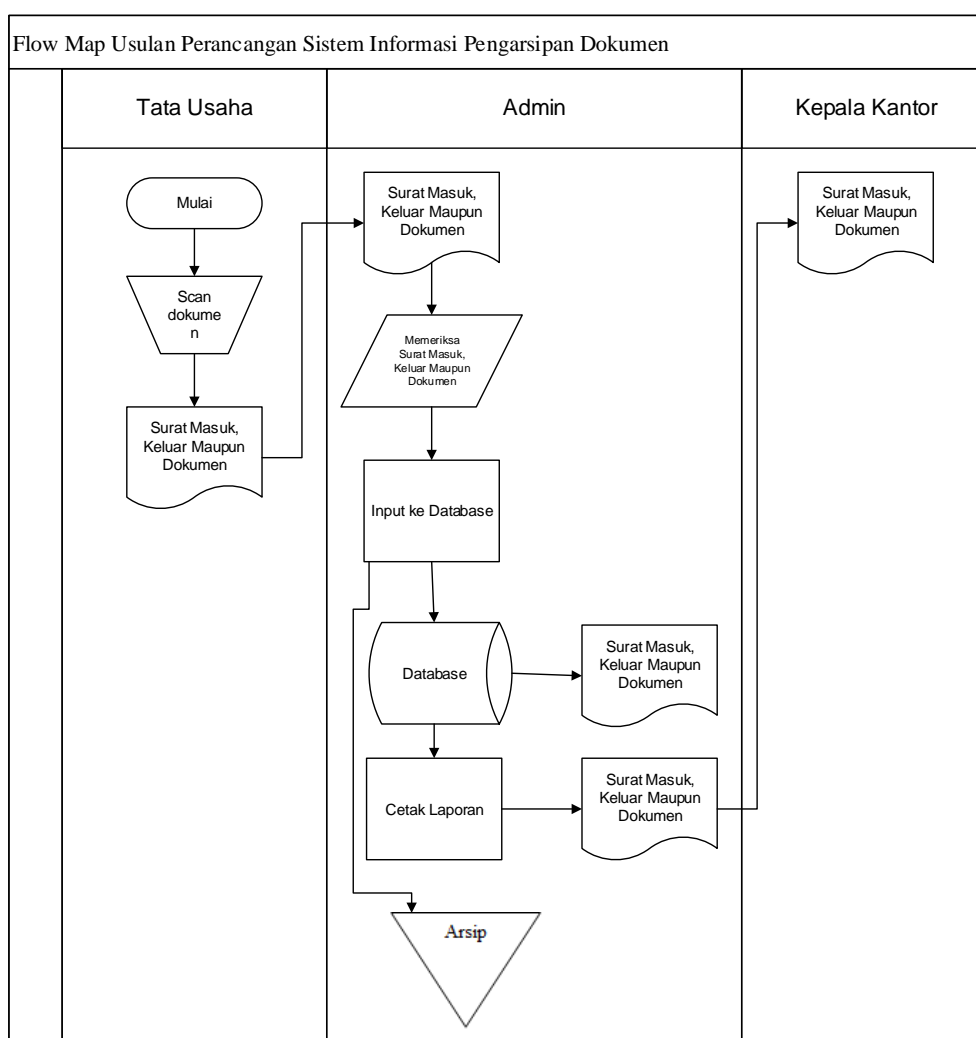 Flow Map Usulan Perancangan Sistem Informasi Pengarsipan Dokumen
Tata Usaha
Admin
Kepala Kantor
Mulai
Scan
dokume
n
Surat Masuk,
Keluar Maupun
Dokumen
Surat Masuk,
Keluar Maupun
Dokumen
Memeriksa
Surat Masuk,
Keluar Maupun
Dokumen
Input ke Database
Database
Surat Masuk,
Keluar Maupun
Dokumen
Cetak Laporan
Surat Masuk,
Keluar Maupun
Dokumen
Arsip
Surat Masuk,
Keluar Maupun
Dokumen